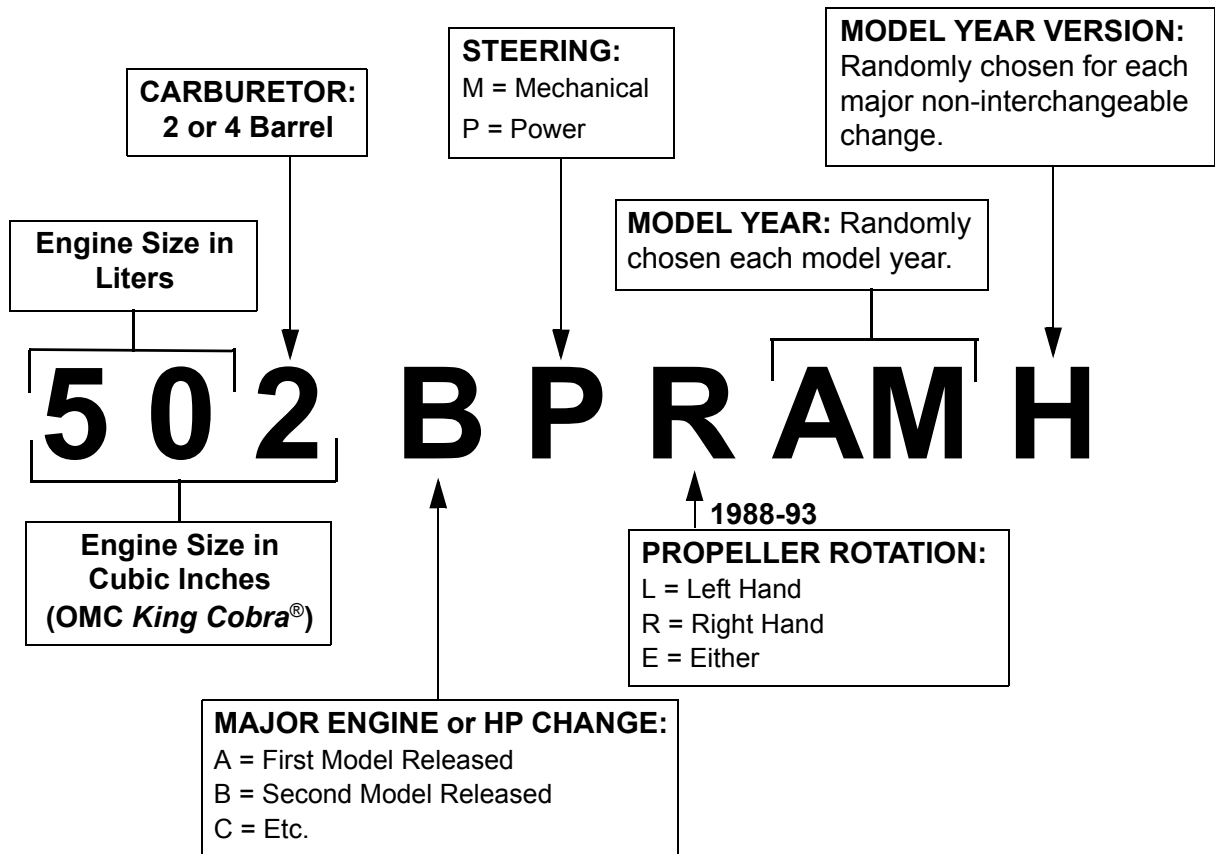 CARBURETOR:
2 or 4 Barrel
STEERING:
M = Mechanical
P = Power
MODEL YEAR VERSION:
Randomly chosen for each
major non-interchangeable
change.
Engine Size in
Liters
MODEL YEAR: Randomly
chosen each model year.
5 0 2 B P R AM H
Engine Size in
Cubic Inches
(OMC King Cobra®)
1988-93
PROPELLER ROTATION:
L = Left Hand
R = Right Hand
E = Either
MAJOR ENGINE or HP CHANGE:
A = First Model Released
B = Second Model Released
C = Etc.